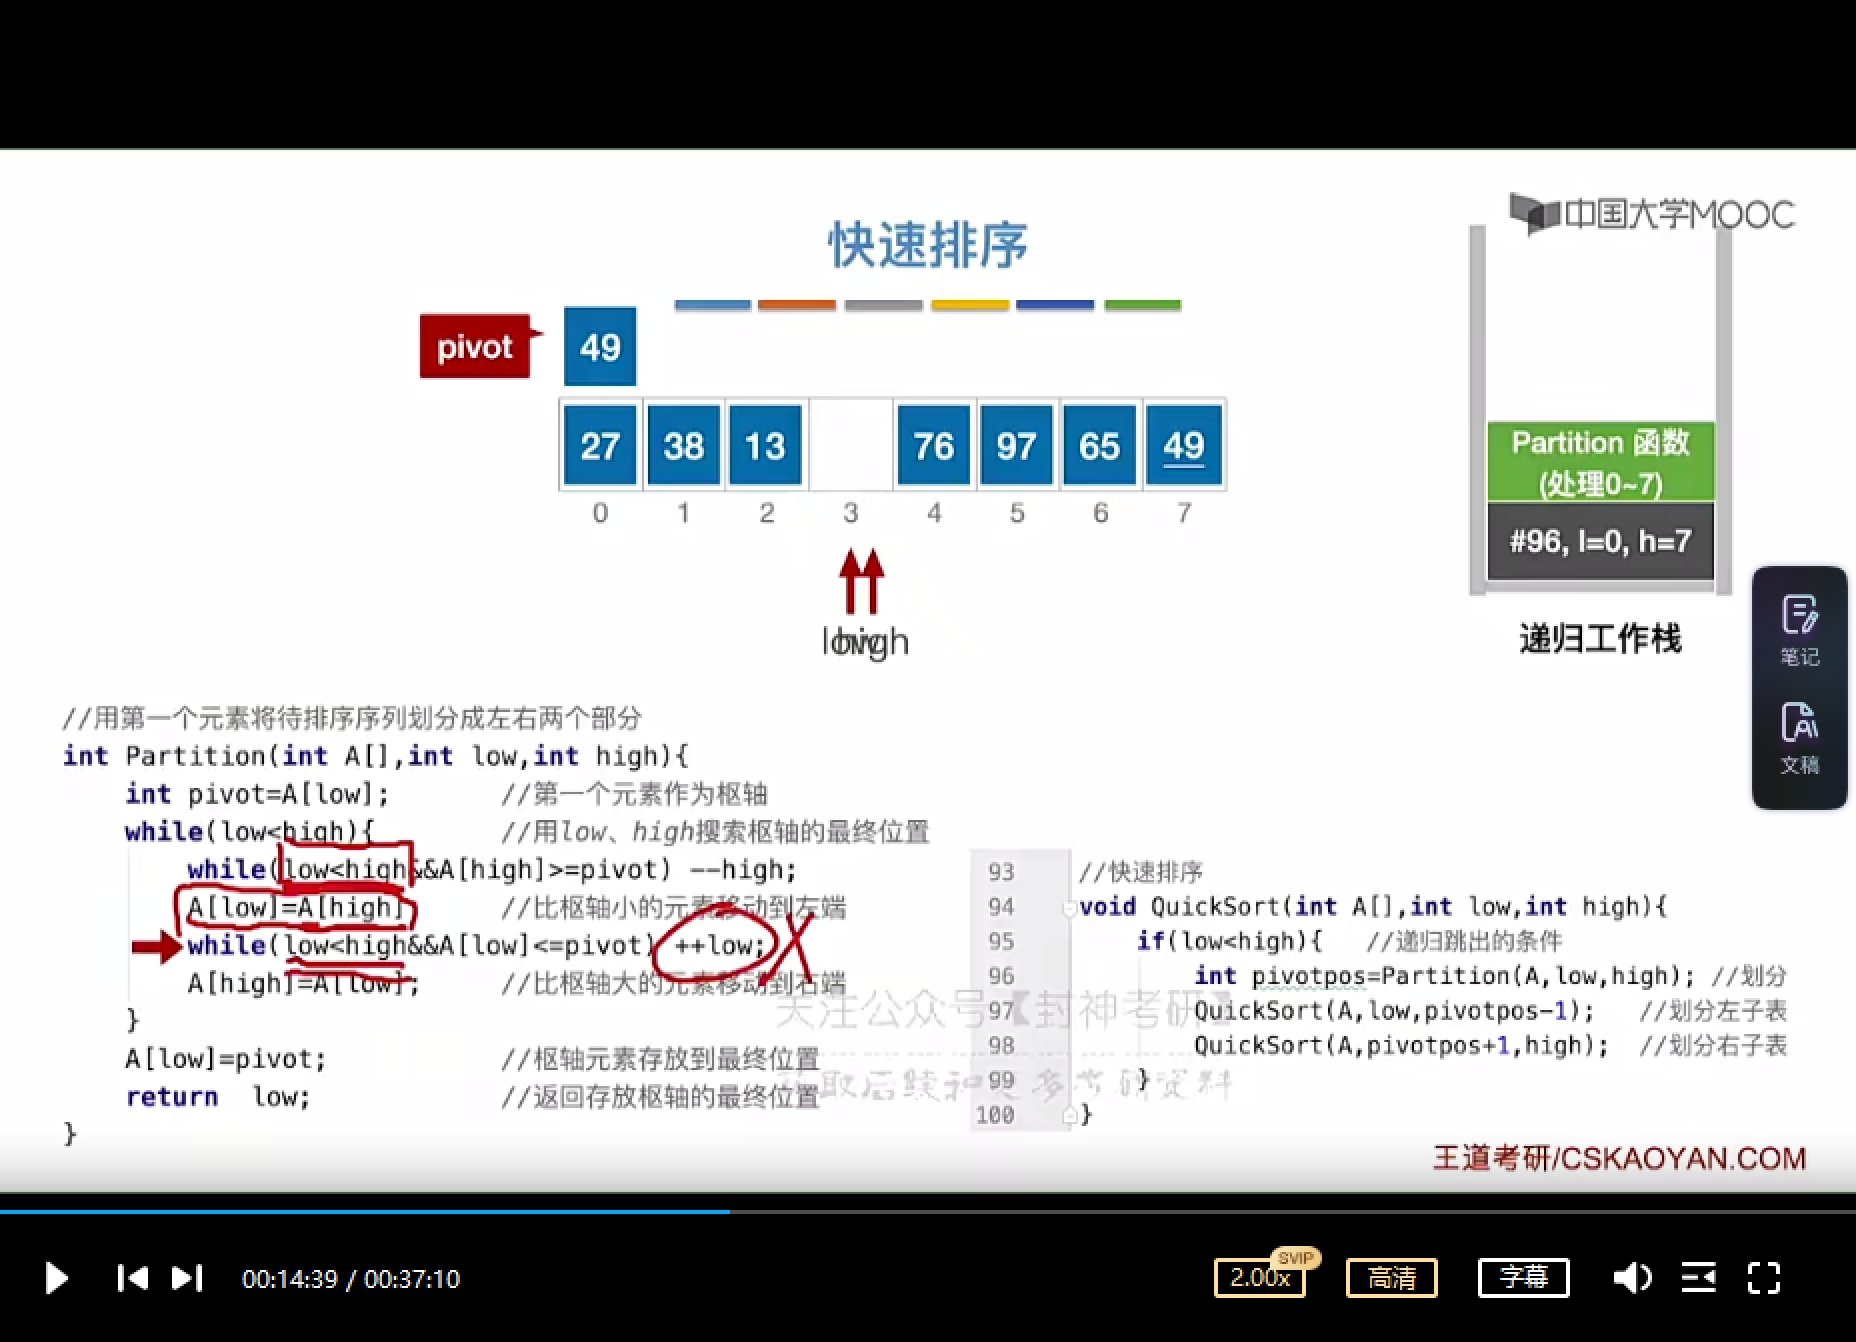 中国大学MOOC
快速排序
pivot
49
27 38 13 76 97 65 49
0 1 2 3 4 5 6 7
low high
Partition 函数
(处理0~7)
#96, l=0, h=7
递归工作栈
笔记
文稿
//用第一个元素将待排序序列划分成左右两个部分
int Partition(int A[],int low,int high){
int pivot=A[low]; //第一个元素作为枢轴
while(low<high){ //用low、high搜索枢轴的最终位置
while(low<high&&A[high]>=pivot) --high;
A[low]=A[high] //比枢轴小的元素移动到左端
while(low<high&&A[low]<=pivot) ++low;
A[high]=A[low]; //比枢轴大的元素移动到右端
}
A[low]=pivot; //枢轴元素存放到最终位置
return low; //返回存放枢轴的最终位置
}
93 //快速排序
94 void QuickSort(int A[],int low,int high){
95 if(low<high){ //递归跳出的条件
96 int pivotpos=Partition(A,low,high); //划分
97 QuickSort(A,low,pivotpos-1); //划分左子表
98 QuickSort(A,pivotpos+1,high); //划分右子表
99 }
100 }
关注公众号【封神考研】
取后续和更多考研资料
王道考研/CSKAOYAN.COM
00:14:39 / 00:37:10
SVIP
2.00x
高清
字幕